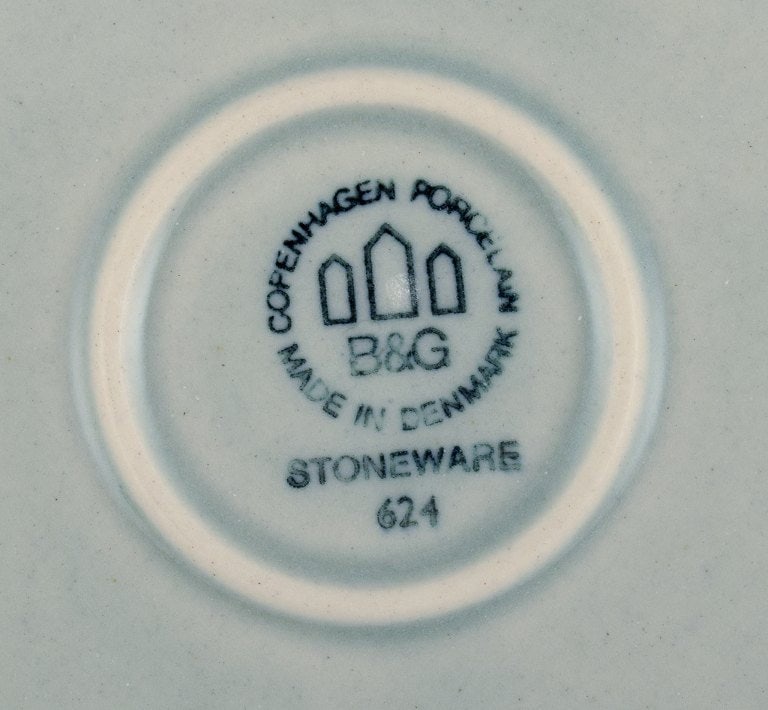 COPENHAGEN PORCELAIN
B&G
MADE IN DENMARK
STONEWARE
624